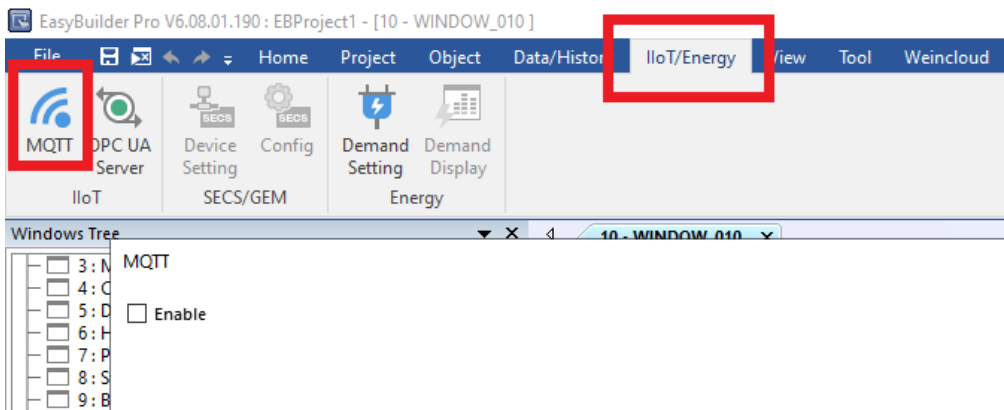 EasyBuilder Pro V6.08.01.190 : EBProject1 - [10 - WINDOW_010 ]
File Home Project Object Data/Histor IIoT/Energy View Tool Weincloud
MQTT OPC UA Server Device Setting Config Demand Setting Demand Display
SECS SECS
IIoT SECS/GEM Energy
Windows Tree 10 - WINDOW_010
3 : M
4 : C
5 : D
6 : H
7 : P
8 : S
9 : B
MQTT
Enable